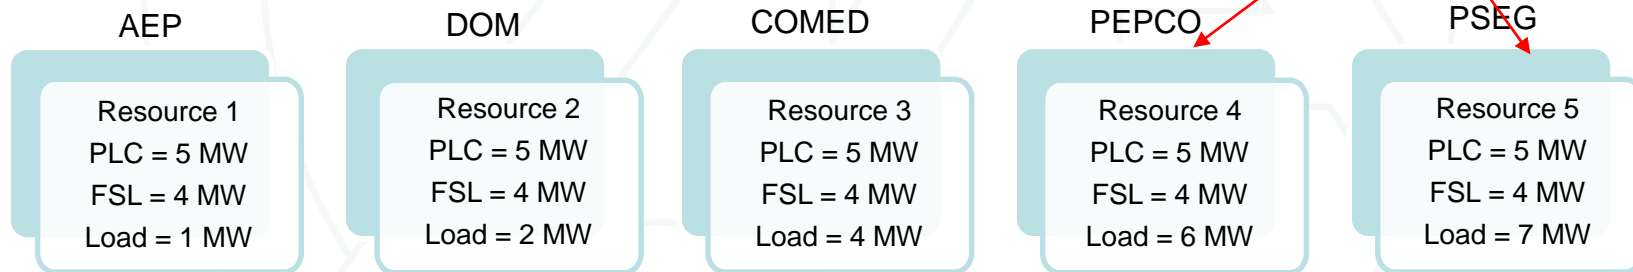 AEP
Resource 1
PLC = 5 MW
FSL = 4 MW
Load = 1 MW
DOM
Resource 2
PLC = 5 MW
FSL = 4 MW
Load = 2 MW
COMED
Resource 3
PLC = 5 MW
FSL = 4 MW
Load = 4 MW
PEPCO
Resource 4
PLC = 5 MW
FSL = 4 MW
Load = 6 MW
PSEG
Resource 5
PLC = 5 MW
FSL = 4 MW
Load = 7 MW